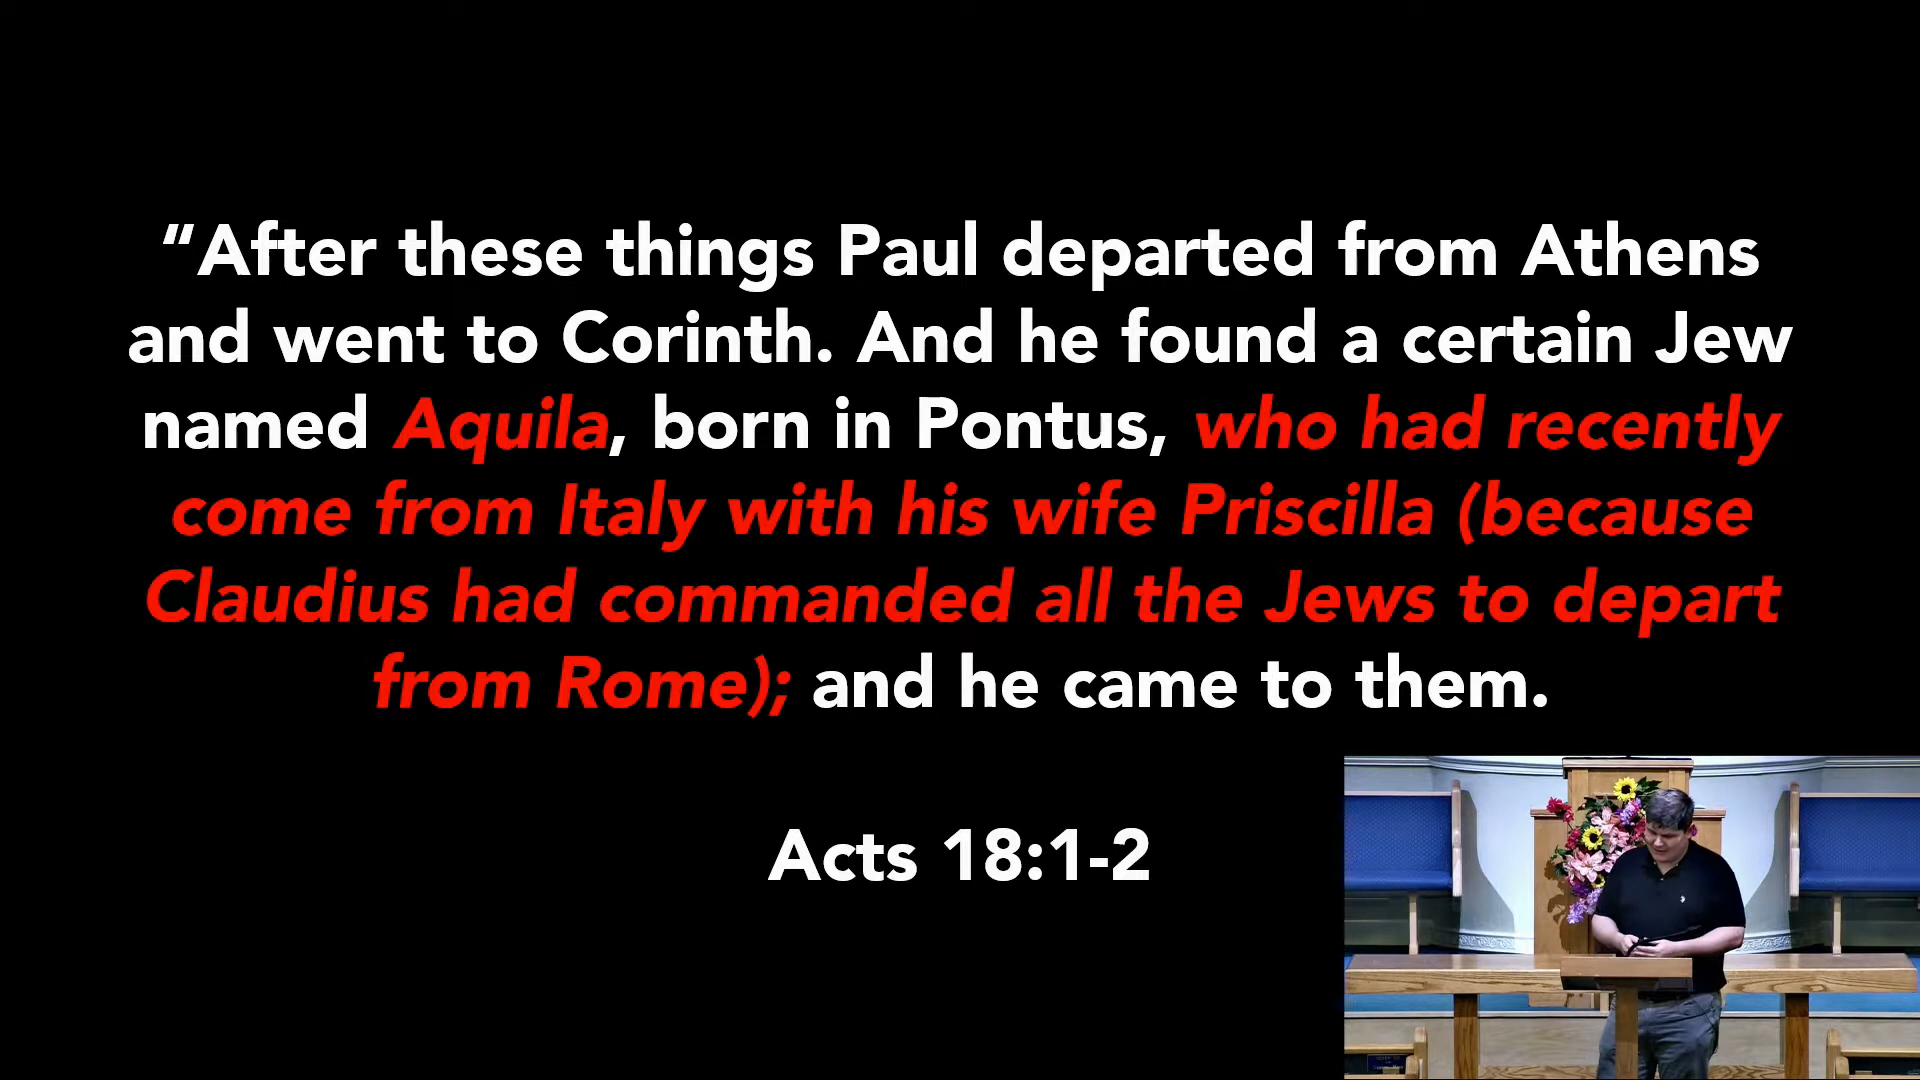 “After these things Paul departed from Athens
and went to Corinth. And he found a certain Jew
named Aquila, born in Pontus, who had recently
come from Italy with his wife Priscilla (because
Claudius had commanded all the Jews to depart
from Rome); and he came to them.
Acts 18:1-2